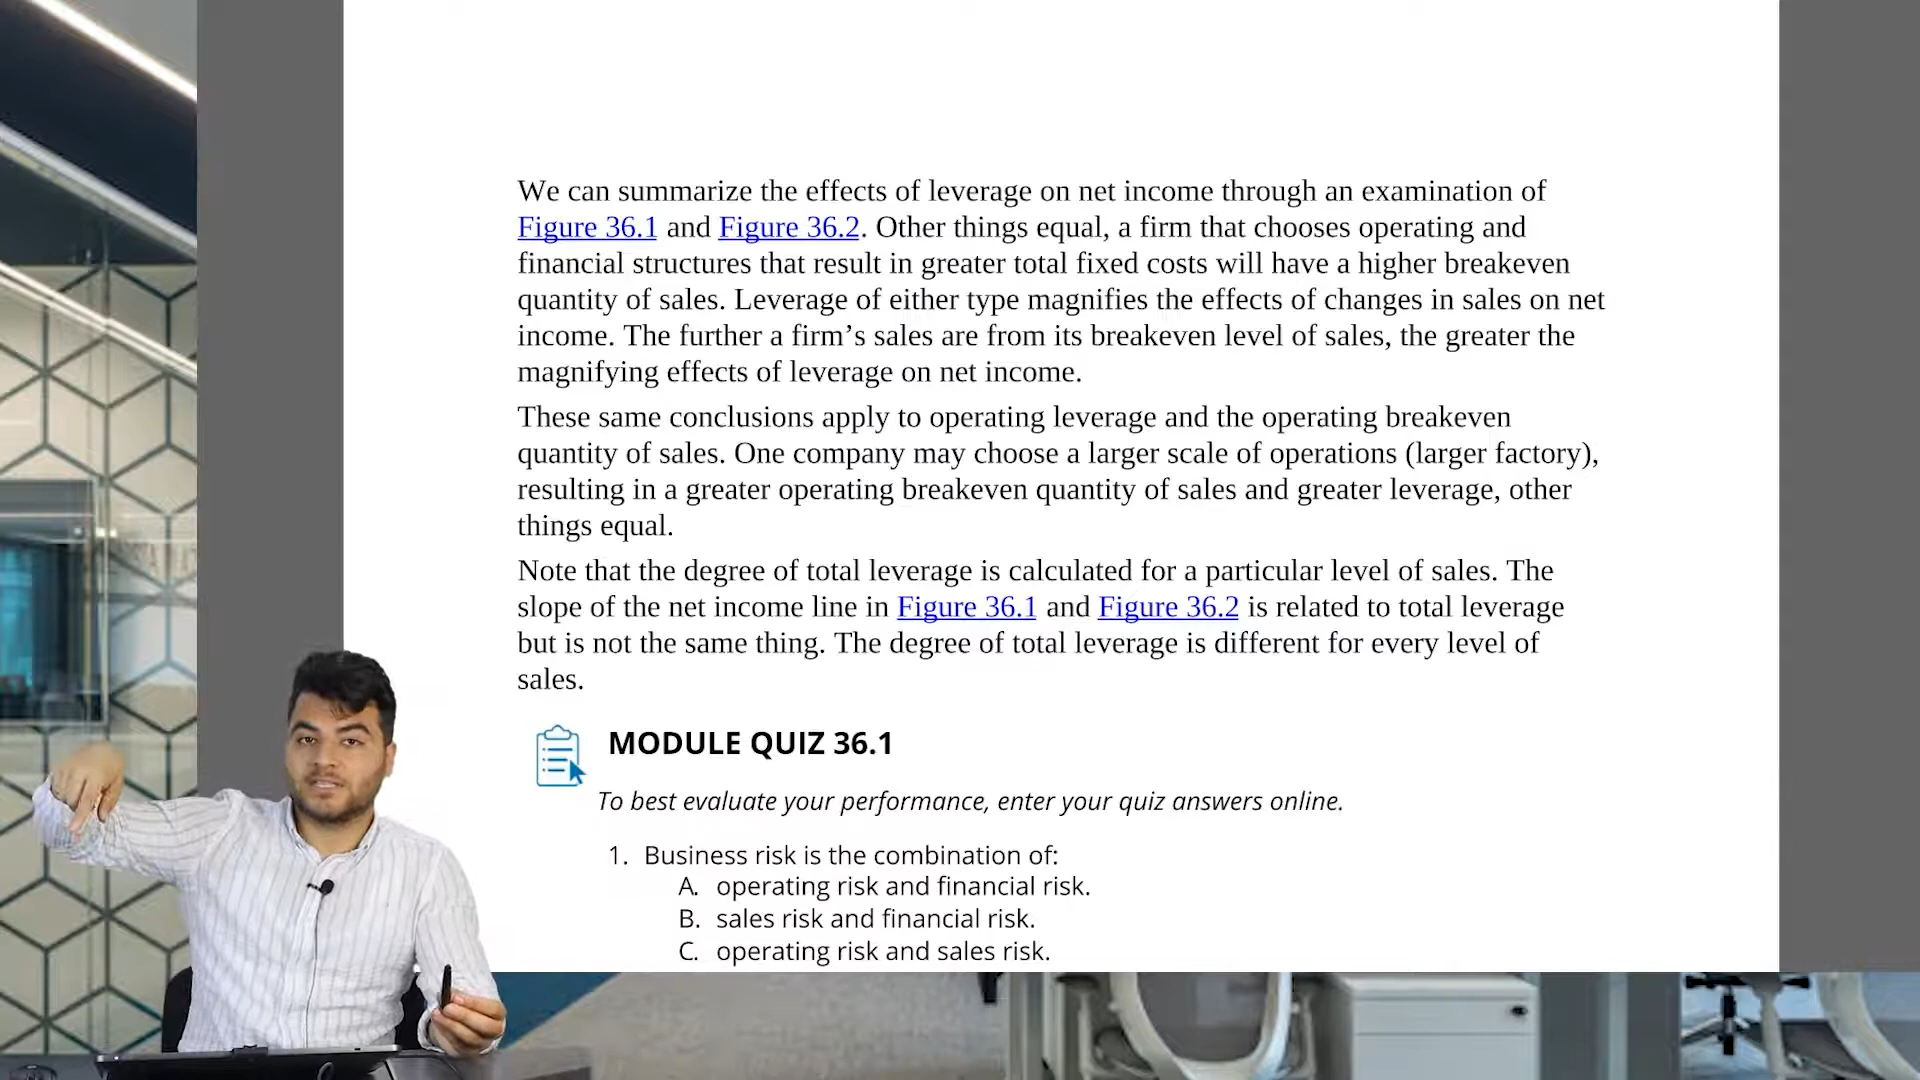 We can summarize the effects of leverage on net income through an examination of
Figure 36.1 and Figure 36.2. Other things equal, a firm that chooses operating and
financial structures that result in greater total fixed costs will have a higher breakeven
quantity of sales. Leverage of either type magnifies the effects of changes in sales on net
income. The further a firm’s sales are from its breakeven level of sales, the greater the
magnifying effects of leverage on net income.
These same conclusions apply to operating leverage and the operating breakeven
quantity of sales. One company may choose a larger scale of operations (larger factory),
resulting in a greater operating breakeven quantity of sales and greater leverage, other
things equal.
Note that the degree of total leverage is calculated for a particular level of sales. The
slope of the net income line in Figure 36.1 and Figure 36.2 is related to total leverage
but is not the same thing. The degree of total leverage is different for every level of
sales.
MODULE QUIZ 36.1
To best evaluate your performance, enter your quiz answers online.
1. Business risk is the combination of:
A. operating risk and financial risk.
B. sales risk and financial risk.
C. operating risk and sales risk.